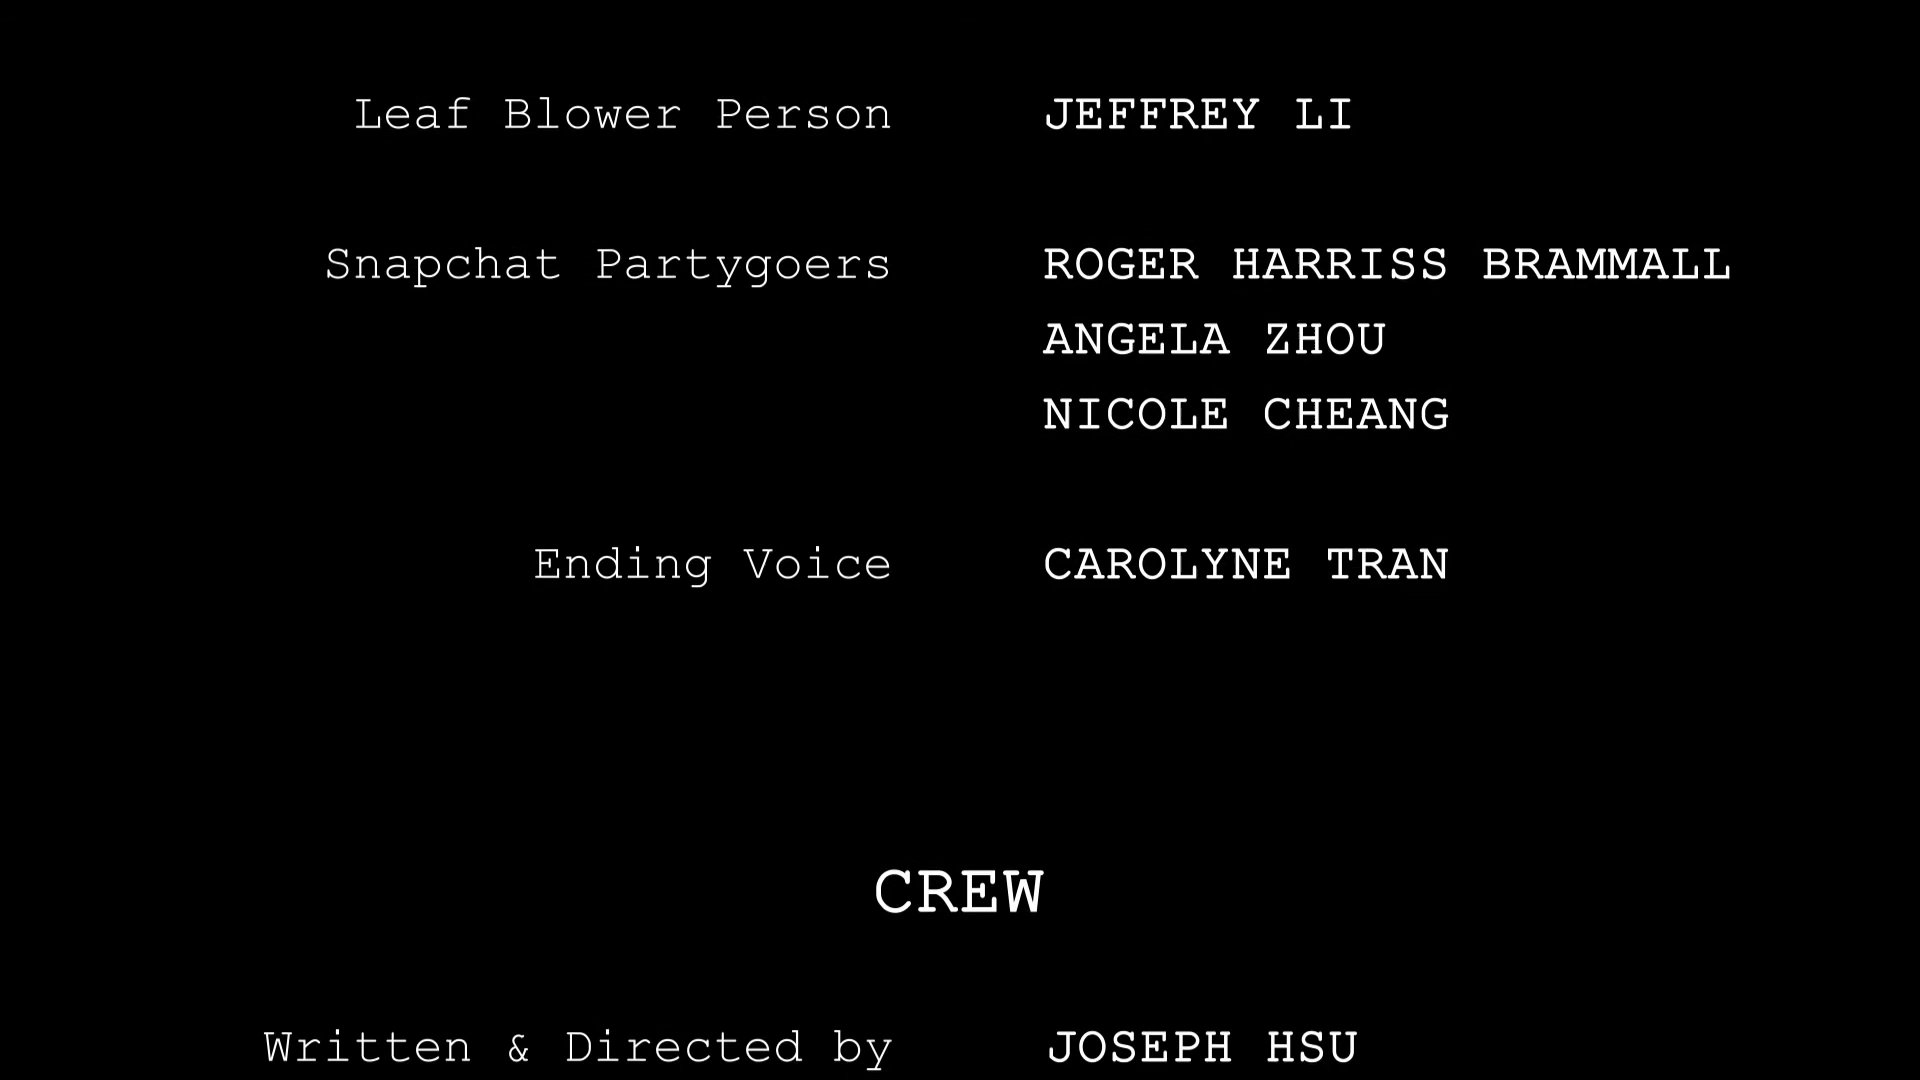 Leaf Blower Person JEFFREY LI
Snapchat Partygoers ROGER HARRISS BRAMMALL
ANGELA ZHOU
NICOLE CHEANG
Ending Voice CAROLYNE TRAN
CREW
Written & Directed by JOSEPH HSU